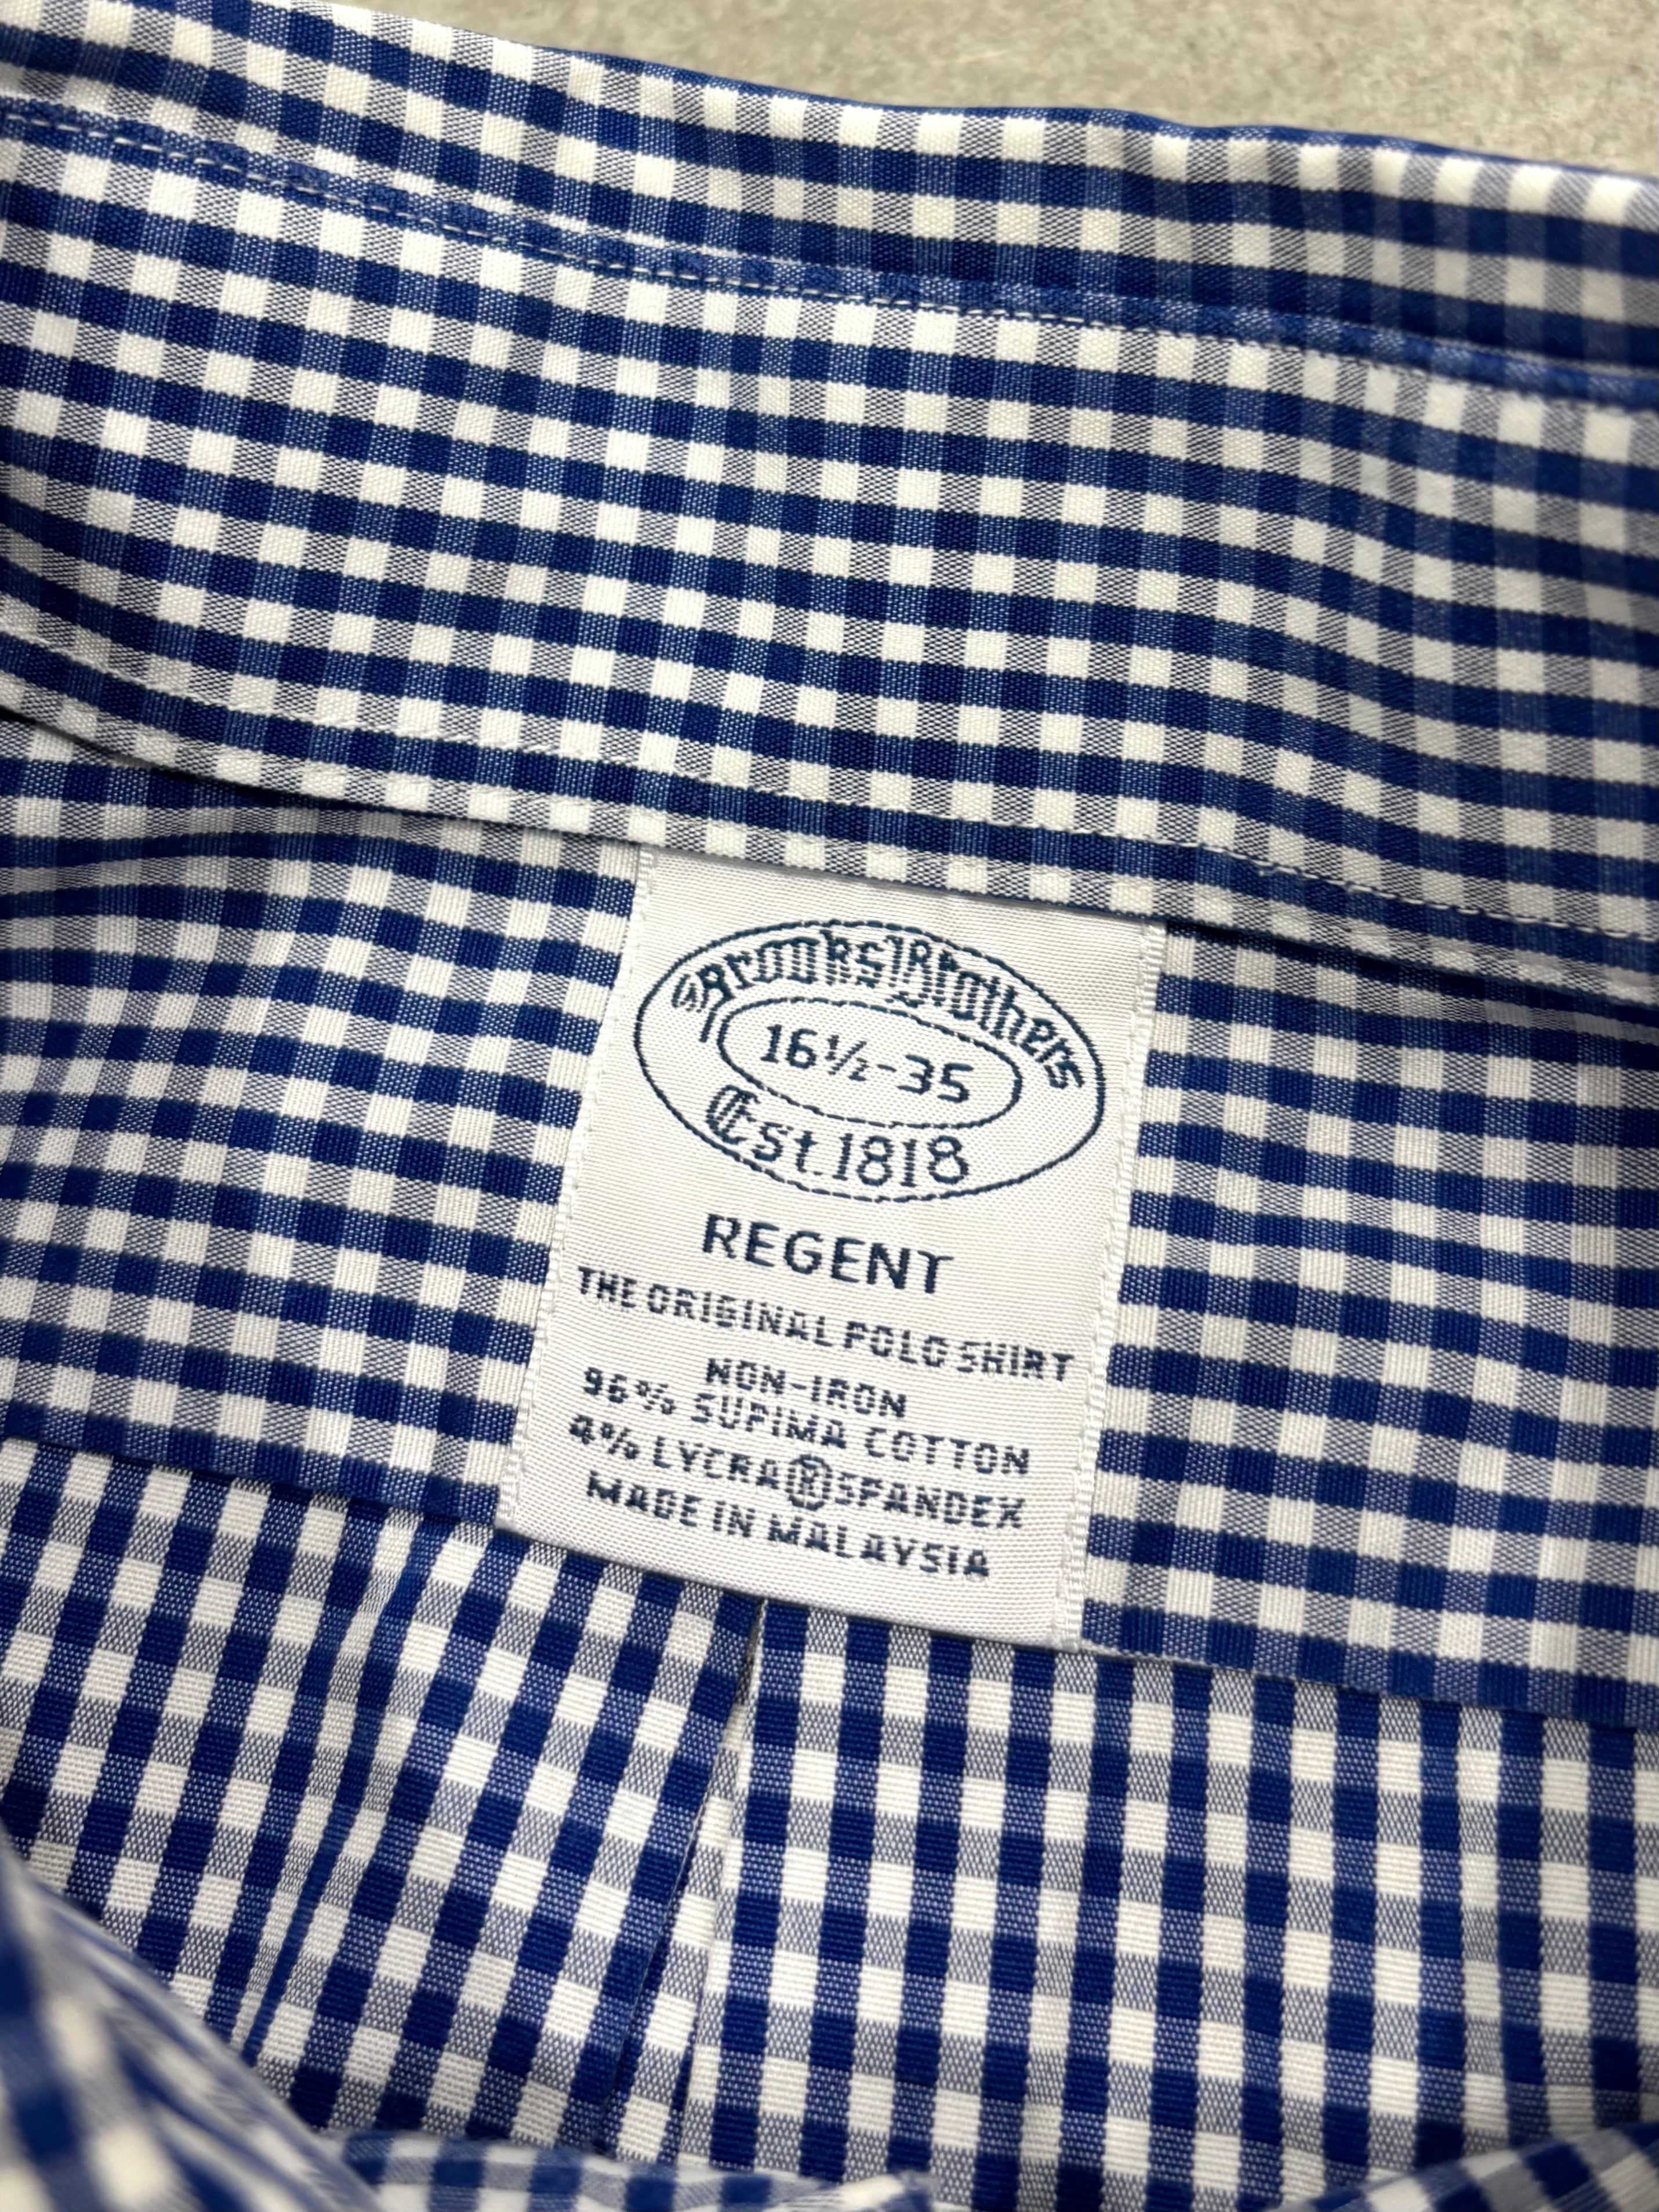 Brooks Brothers
16½-35
Est. 1818
REGENT
THE ORIGINAL POLO SHIRT
NON-IRON
96% SUPIMA COTTON
4% LYCRA®SPANDEX
MADE IN MALAYSIA